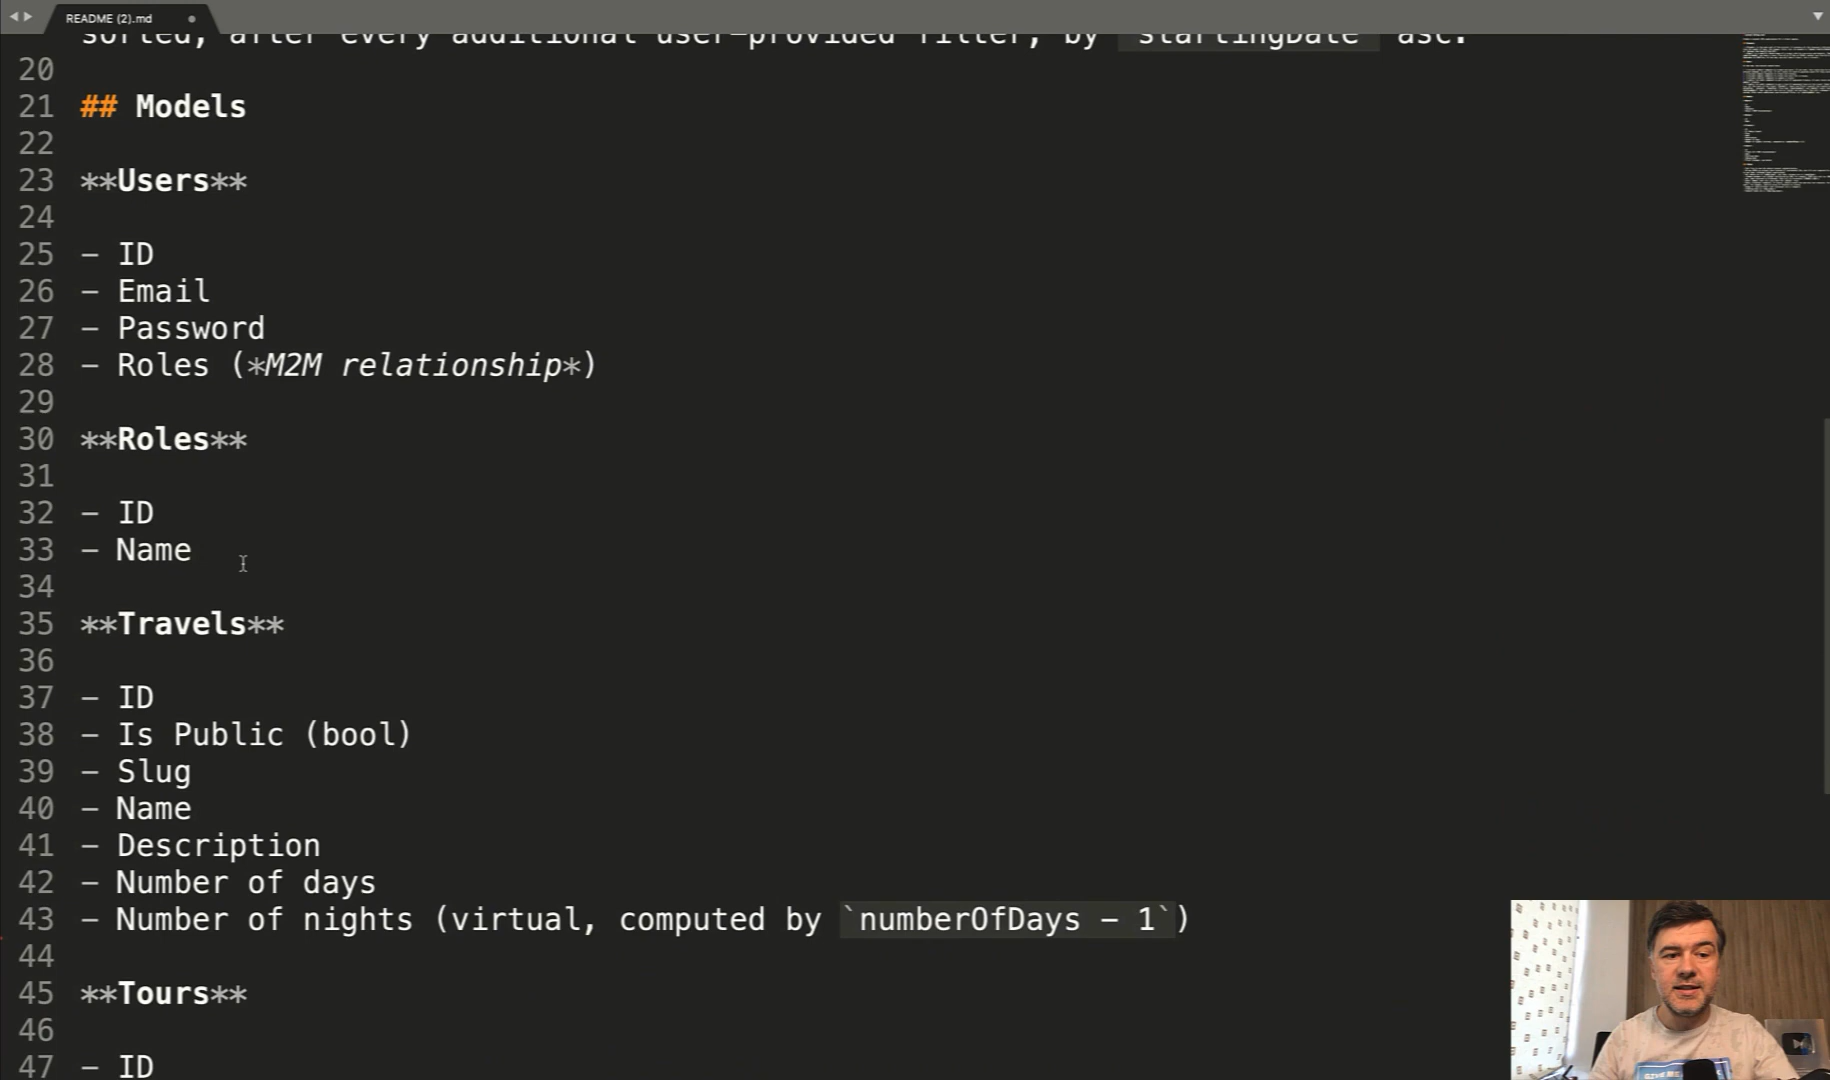 README (2).md
sorted, after every additional user-provided filter, by `startingDate` asc.
20
21 ## Models
22
23 **Users**
24
25 - ID
26 - Email
27 - Password
28 - Roles (*M2M relationship*)
29
30 **Roles**
31
32 - ID
33 - Name
34
35 **Travels**
36
37 - ID
38 - Is Public (bool)
39 - Slug
40 - Name
41 - Description
42 - Number of days
43 - Number of nights (virtual, computed by `numberOfDays - 1`)
44
45 **Tours**
46
47 - ID